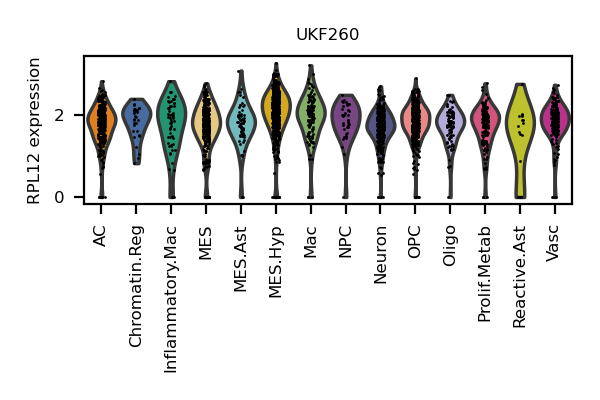 UKF260
RPL12 expression
2
0
AC
Chromatin.Reg
Inflammatory.Mac
MES
MES.Ast
MES.Hyp
Mac
NPC
Neuron
OPC
Oligo
Prolif.Metab
Reactive.Ast
Vasc